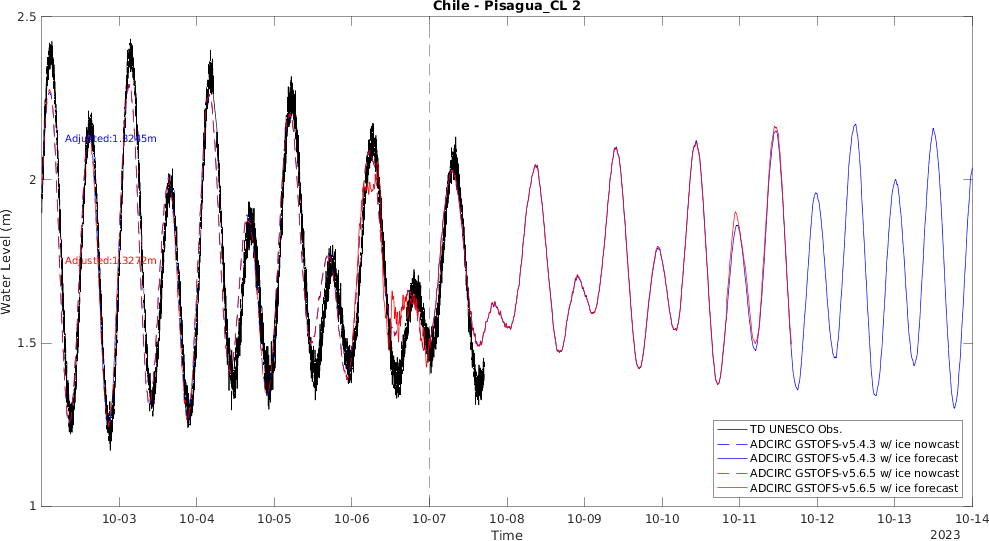 Chile - Pisagua_CL 2
2.5
2
1.5
1
Water Level (m)
Adjusted:1.3245m
Adjusted:1.3272m
TD UNESCO Obs.
ADCIRC GSTOFS-v5.4.3 w/ ice nowcast
ADCIRC GSTOFS-v5.4.3 w/ ice forecast
ADCIRC GSTOFS-v5.6.5 w/ ice nowcast
ADCIRC GSTOFS-v5.6.5 w/ ice forecast
10-03 10-04 10-05 10-06 10-07 10-08 10-09 10-10 10-11 10-12 10-13 10-14
Time
2023